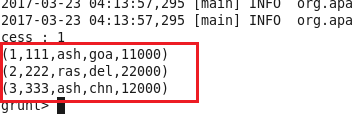 2017-03-23 04:13:57,295 [main] INFO  org.apa
2017-03-23 04:13:57,295 [main] INFO  org.apa
cess : 1
(1,111,ash,goa,11000)
(2,222,ras,del,22000)
(3,333,ash,chn,12000)
grunt>